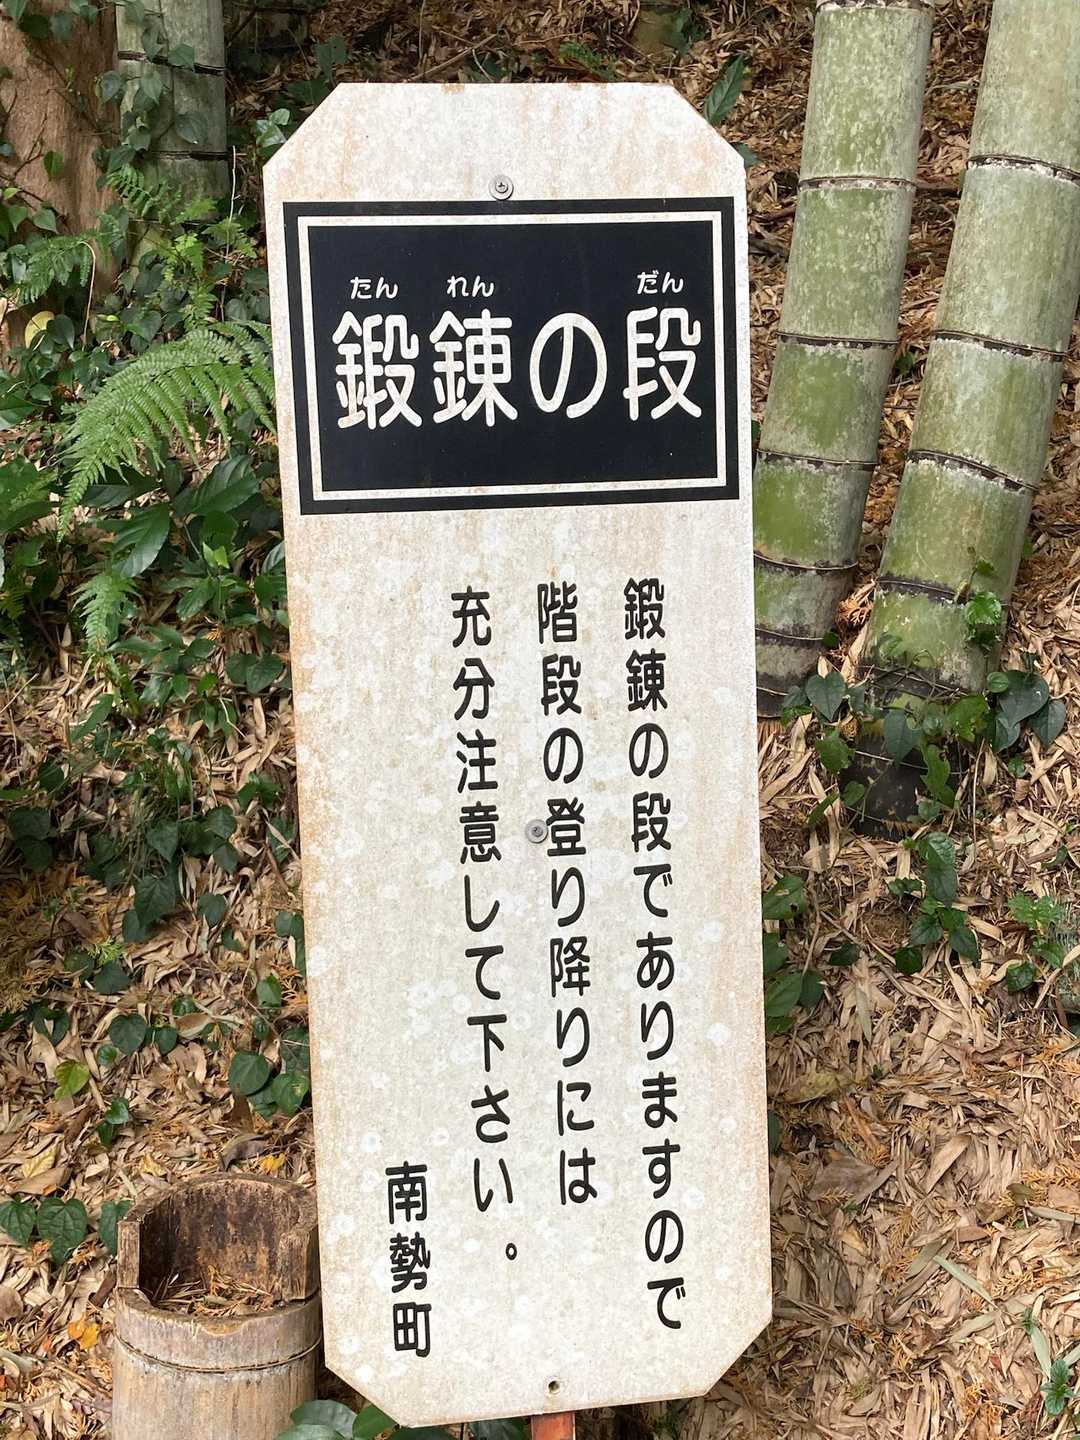 たん れん だん
鍛錬の段
鍛錬の段でありますので
階段の登り降りには
充分注意して下さい。
南勢町